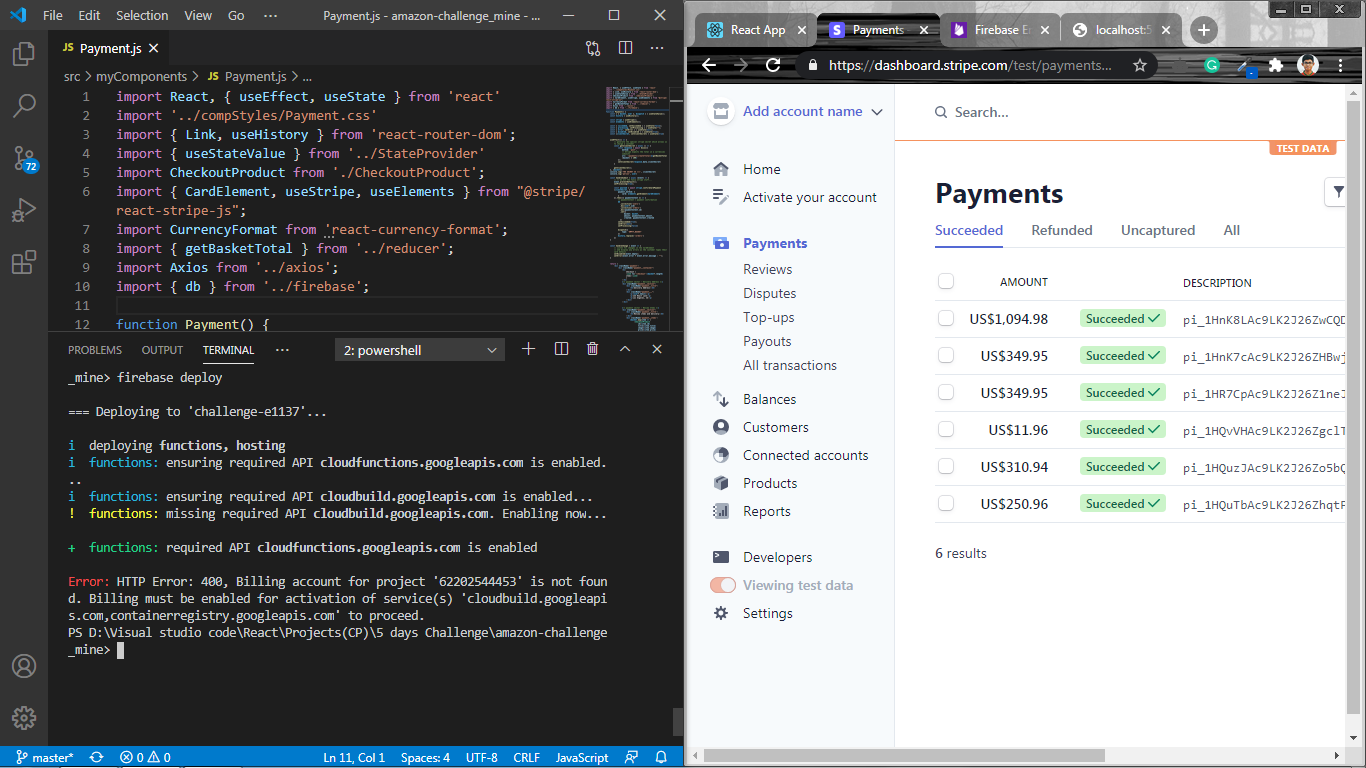 File Edit Selection View Go ··· Payment.js - amazon-challenge_mine - ...
JS Payment.js
src > myComponents > JS Payment.js > ...
1 import React, { useEffect, useState } from 'react'
2 import '../compStyles/Payment.css'
3 import { Link, useHistory } from 'react-router-dom';
4 import { useStateValue } from '../StateProvider'
5 import CheckoutProduct from './CheckoutProduct';
6 import { CardElement, useStripe, useElements } from "@stripe/
react-stripe-js";
7 import CurrencyFormat from 'react-currency-format';
8 import { getBasketTotal } from '../reducer';
9 import Axios from '../axios';
10 import { db } from '../firebase';
11
12 function Payment() {
72
PROBLEMS OUTPUT TERMINAL ··· 2: powershell
_mine> firebase deploy
=== Deploying to 'challenge-e1137'...
i deploying functions, hosting
i functions: ensuring required API cloudfunctions.googleapis.com is enabled.
..
i functions: ensuring required API cloudbuild.googleapis.com is enabled...
! functions: missing required API cloudbuild.googleapis.com. Enabling now...
+ functions: required API cloudfunctions.googleapis.com is enabled
Error: HTTP Error: 400, Billing account for project '62202544453' is not foun
d. Billing must be enabled for activation of service(s) 'cloudbuild.googleapi
s.com,containerregistry.googleapis.com' to proceed.
PS D:\Visual studio code\React\Projects(CP)\5 days Challenge\amazon-challenge
_mine>
master* 0 0 Ln 11, Col 1 Spaces: 4 UTF-8 CRLF JavaScript
React App Payments Firebase localhost:5
https://dashboard.stripe.com/test/payments...
Add account name
Search...
TEST DATA
Home
Activate your account
Payments
Reviews
Disputes
Top-ups
Payouts
All transactions
Balances
Customers
Connected accounts
Products
Reports
Developers
Viewing test data
Settings
Payments
Succeeded Refunded Uncaptured All
AMOUNT DESCRIPTION
US$1,094.98 Succeeded pi_1HnK8LAc9LK2J26ZwCQD
US$349.95 Succeeded pi_1HnK7cAc9LK2J26ZHBwj
US$349.95 Succeeded pi_1HR7CpAc9LK2J26Z1neJ
US$11.96 Succeeded pi_1HQvVHAc9LK2J26ZgclT
US$310.94 Succeeded pi_1HQuzJAc9LK2J26Zo5bQ
US$250.96 Succeeded pi_1HQuTbAc9LK2J26ZhqtF
6 results